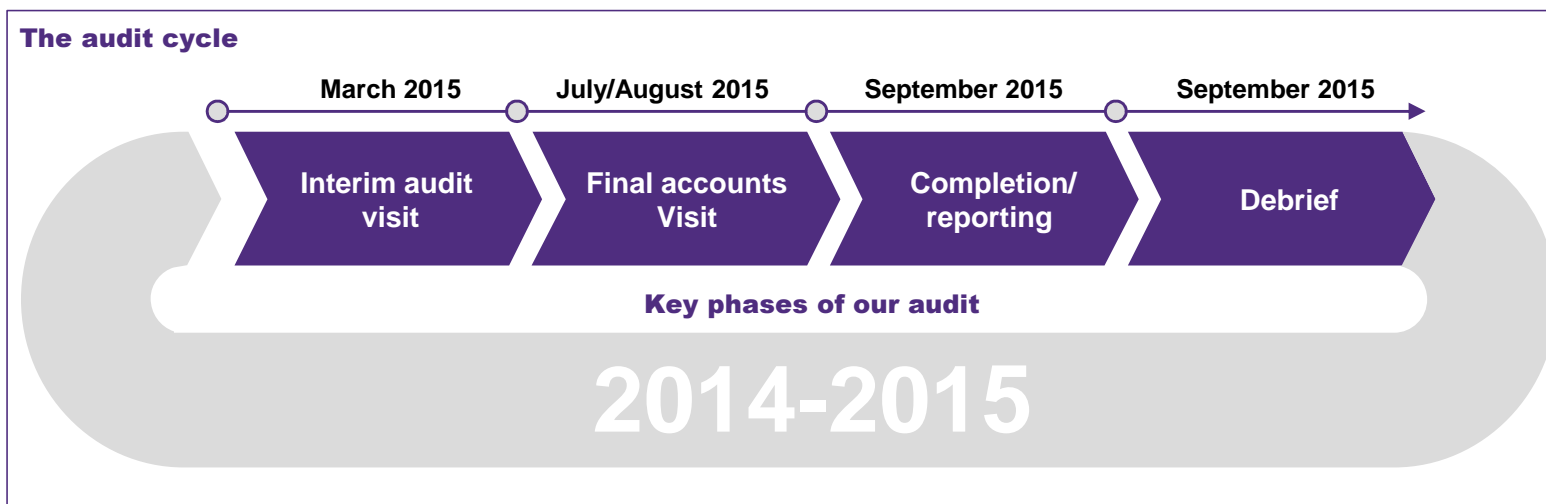 The audit cycle
March 2015
July/August 2015
September 2015
September 2015
Interim audit
visit
Final accounts
Visit
Completion/
reporting
Debrief
Key phases of our audit
2014-2015